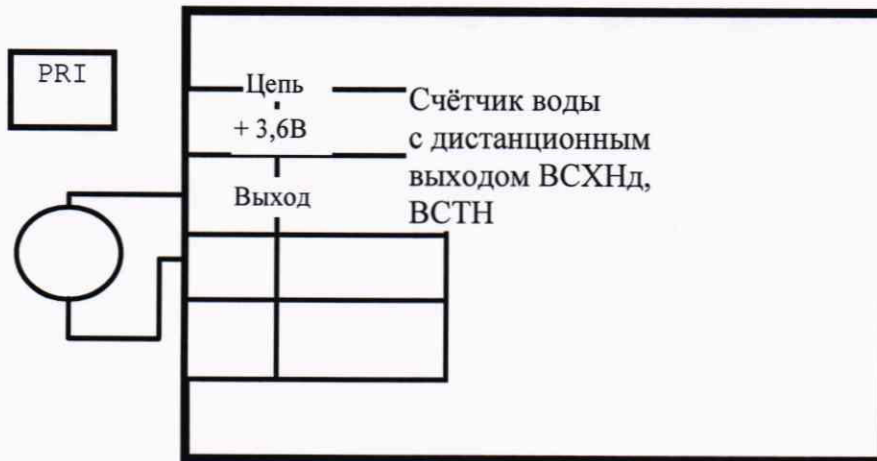 PRI
Цепь
+ 3,6В
Выход
Счётчик воды
с дистанционным
выходом ВСХНд,
ВСТН